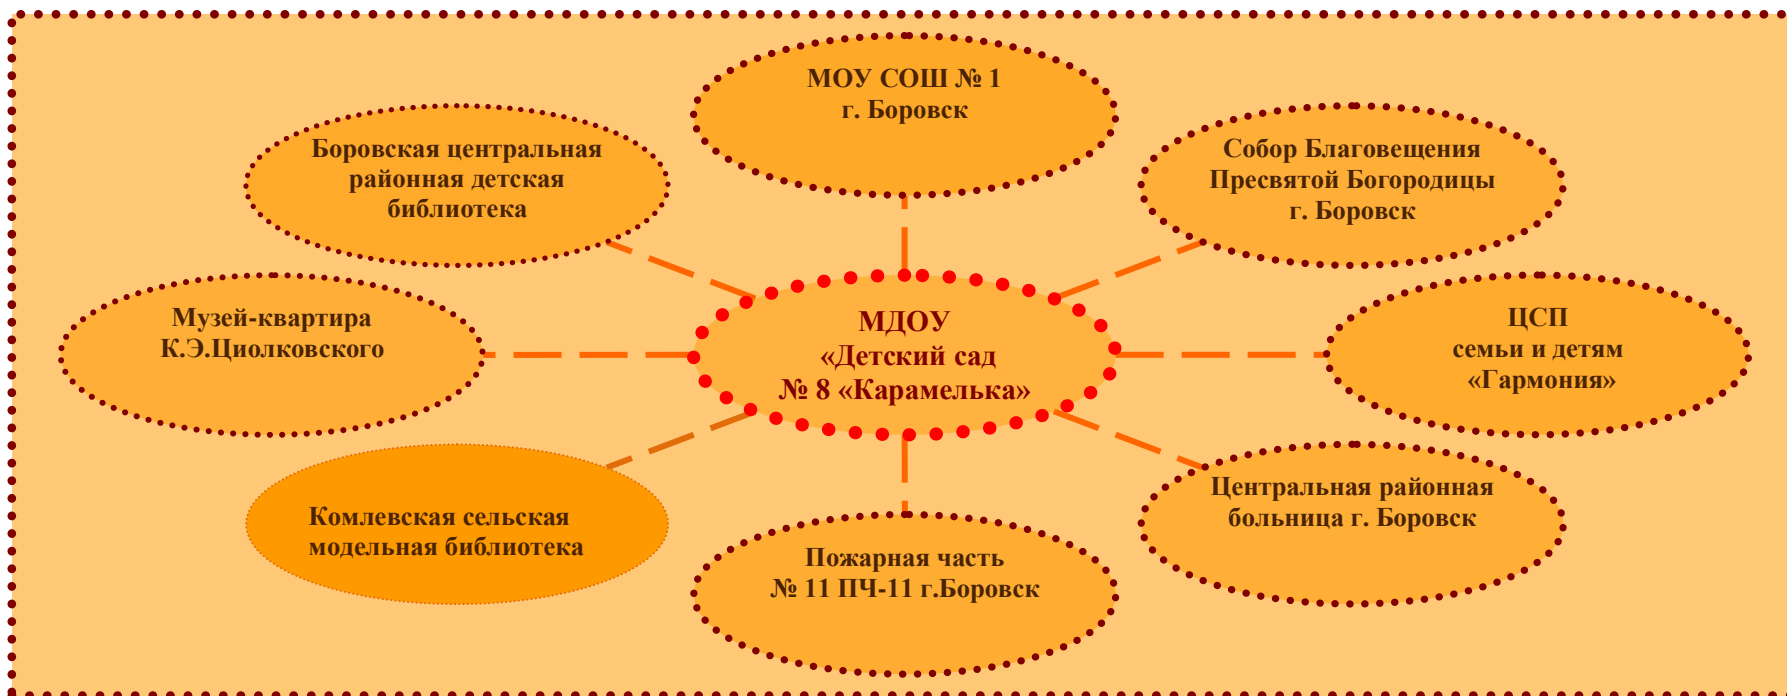 МОУ СОШ № 1
г. Боровск
Боровская центральная
районная детская
библиотека
Собор Благовещения
Пресвятой Богородицы
г. Боровск
Музей-квартира
К.Э.Циолковского
МДОУ
«Детский сад
№ 8 «Карамелька»
ЦСП
семьи и детям
«Гармония»
Комлевская сельская
модельная библиотека
Центральная районная
больница г. Боровск
Пожарная часть
№ 11 ПЧ-11 г.Боровск